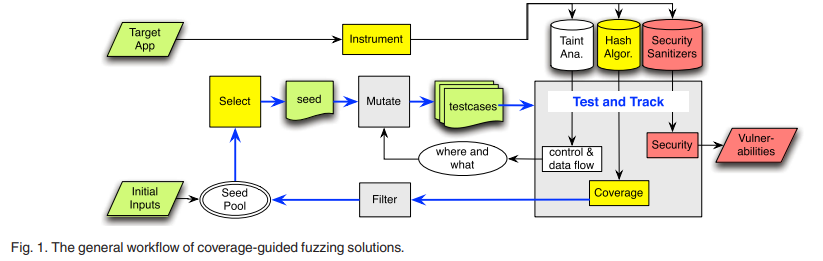 Target
App
Instrument
Taint
Ana.
Hash
Algor.
Security
Sanitizers
Select
seed
Mutate
testcases
Test and Track
where and
what
control &
data flow
Security
Vulner-
abilities
Initial
Inputs
Seed
Pool
Filter
Coverage
Fig. 1. The general workflow of coverage-guided fuzzing solutions.